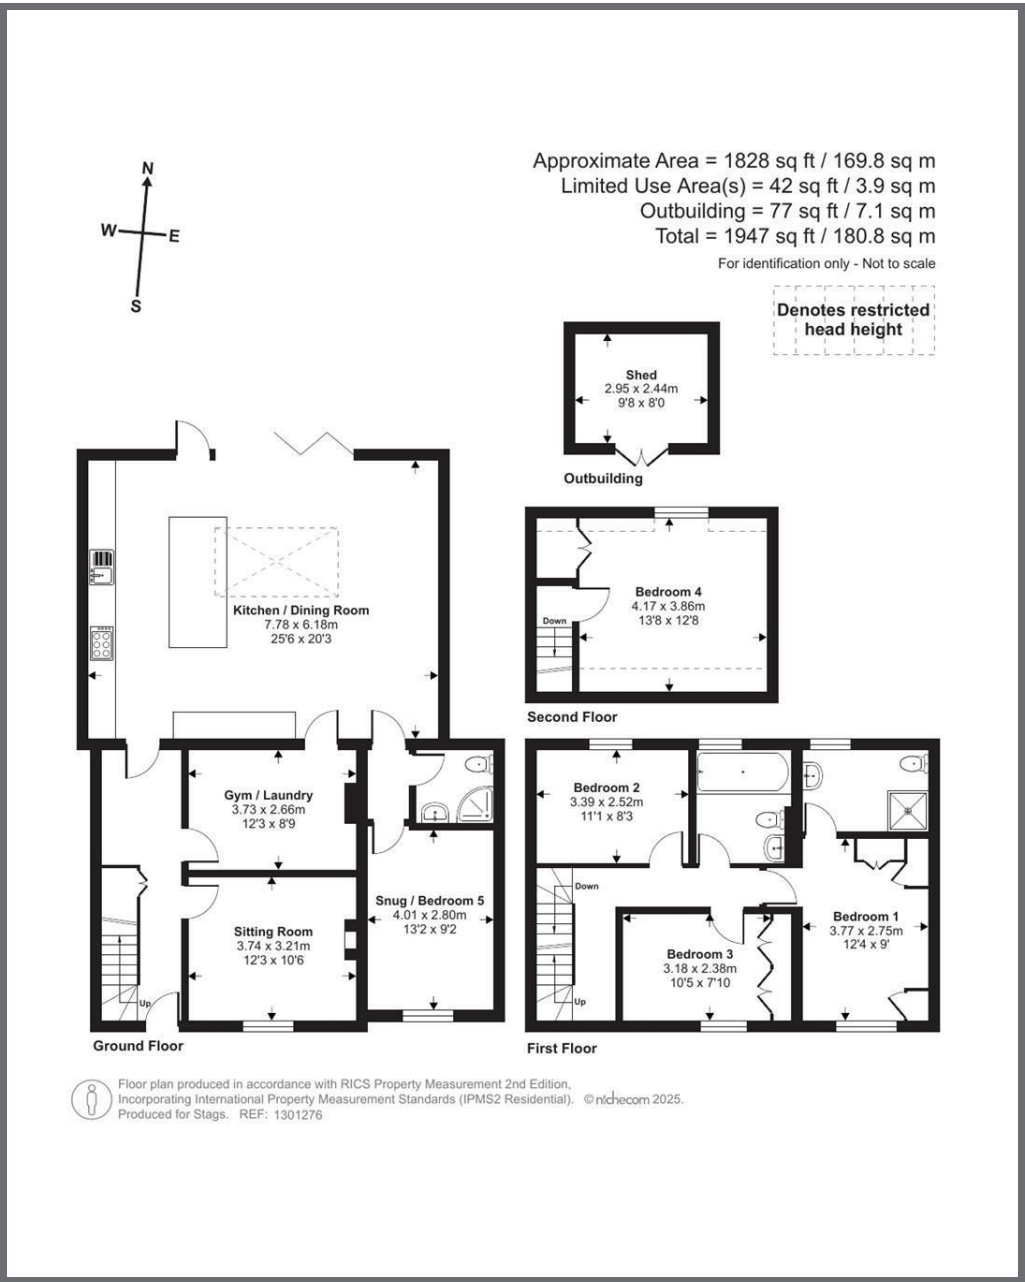 N
W
E
S
Approximate Area = 1828 sq ft / 169.8 sq m
Limited Use Area(s) = 42 sq ft / 3.9 sq m
Outbuilding = 77 sq ft / 7.1 sq m
Total = 1947 sq ft / 180.8 sq m
For identification only - Not to scale
Denotes restricted
head height
Shed
2.95 x 2.44m
9'8 x 8'0
Outbuilding
Kitchen / Dining Room
7.78 x 6.18m
25'6 x 20'3
Bedroom 4
4.17 x 3.86m
13'8 x 12'8
Down
Second Floor
Gym / Laundry
3.73 x 2.66m
12'3 x 8'9
Snug / Bedroom 5
4.01 x 2.80m
13'2 x 9'2
Sitting Room
3.74 x 3.21m
12'3 x 10'6
Up
Ground Floor
Bedroom 2
3.39 x 2.52m
11'1 x 8'3
Down
Bedroom 1
3.77 x 2.75m
12'4 x 9'
Bedroom 3
3.18 x 2.38m
10'5 x 7'10
Up
First Floor
Floor plan produced in accordance with RICS Property Measurement 2nd Edition,
Incorporating International Property Measurement Standards (IPMS2 Residential). © nichecom 2025.
Produced for Stags. REF: 1301276